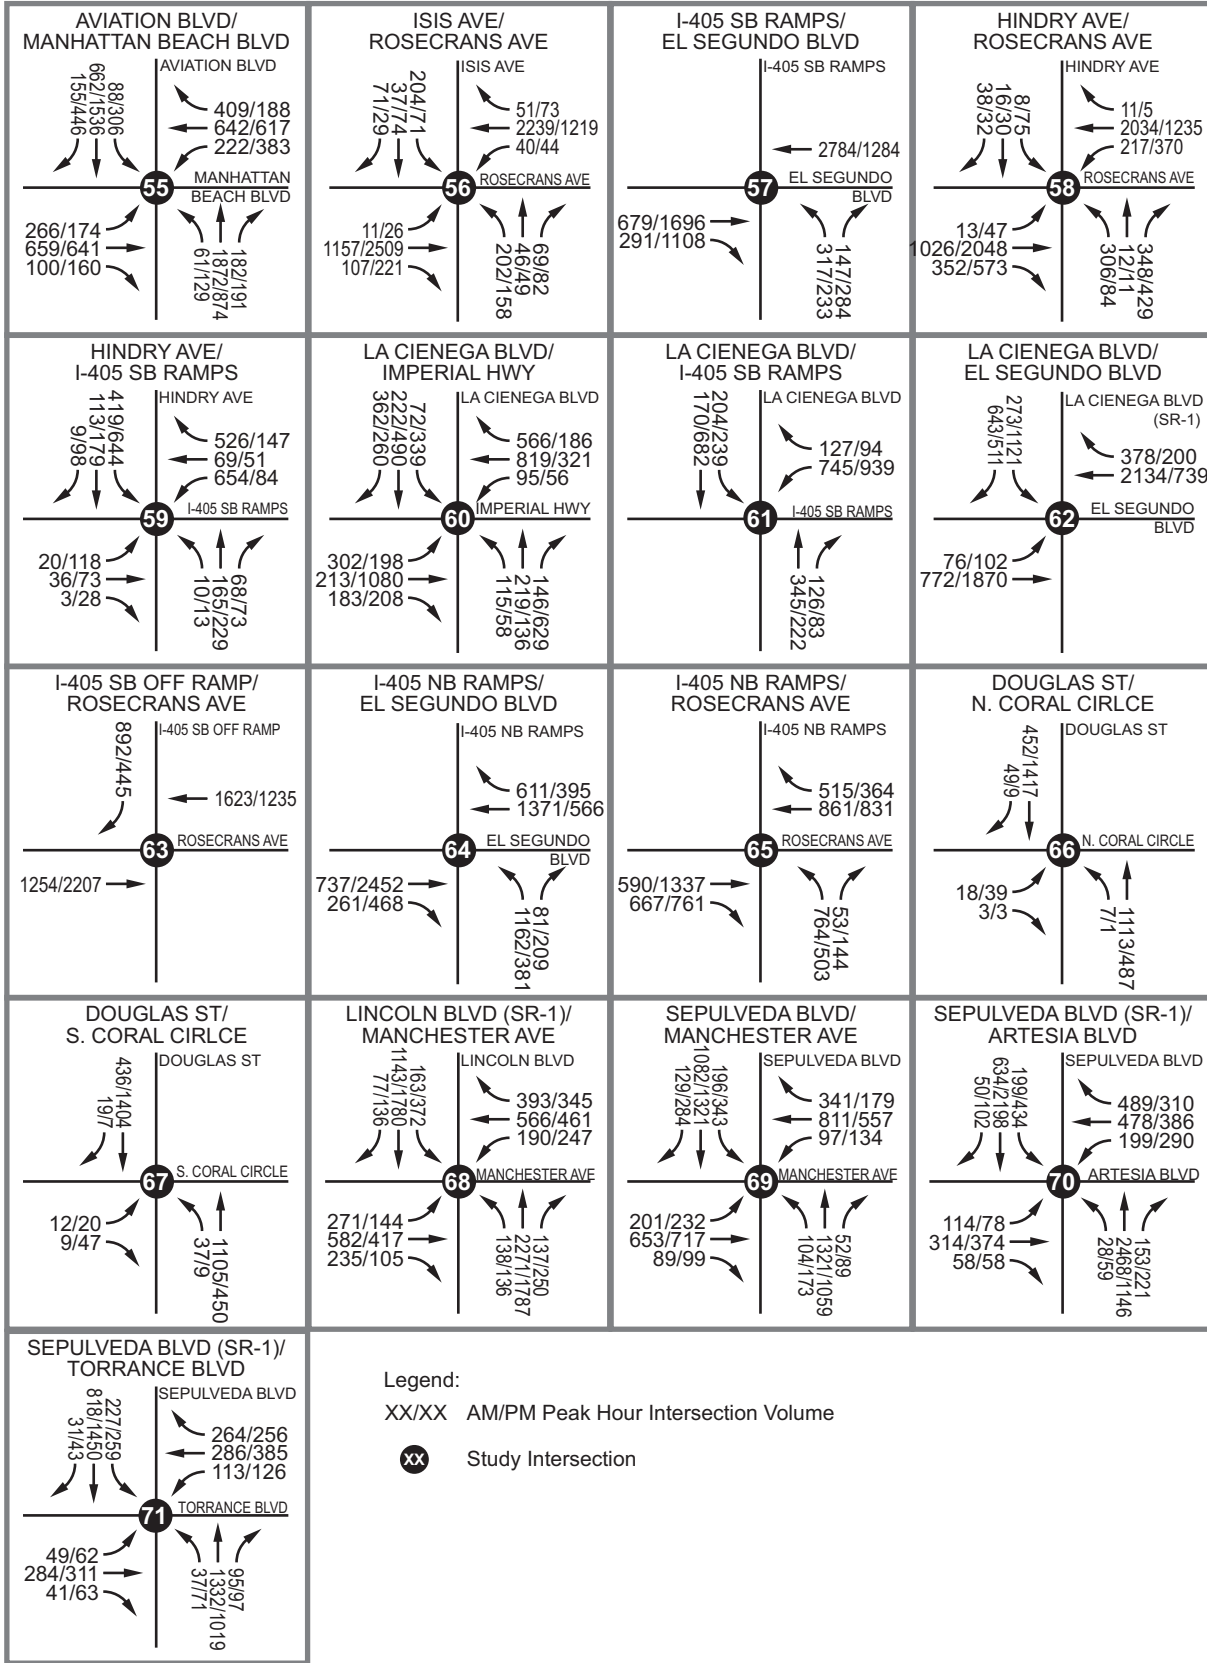 AVIATION BLVD/
MANHATTAN BEACH BLVD
AVIATION BLVD
155/446
662/1536
88/306
409/188
642/617
222/383
55
MANHATTAN
BEACH BLVD
266/174
659/641
100/160
61/129
1872/874
182/191
ISIS AVE/
ROSECRANS AVE
ISIS AVE
71/29
37/74
204/71
51/73
2239/1219
40/44
56
ROSECRANS AVE
11/26
1157/2509
107/221
202/158
46/49
69/82
I-405 SB RAMPS/
EL SEGUNDO BLVD
I-405 SB RAMPS
2784/1284
57
EL SEGUNDO
BLVD
679/1696
291/1108
317/233
147/284
HINDRY AVE/
ROSECRANS AVE
HINDRY AVE
38/32
16/30
8/75
11/5
2034/1235
217/370
58
ROSECRANS AVE
13/47
1026/2048
352/573
306/84
12/11
348/429
HINDRY AVE/
I-405 SB RAMPS
HINDRY AVE
9/98
113/179
419/644
526/147
69/51
654/84
59
I-405 SB RAMPS
20/118
36/73
3/28
10/13
165/229
68/73
LA CIENEGA BLVD/
IMPERIAL HWY
LA CIENEGA BLVD
362/260
222/490
72/339
566/186
819/321
95/56
60
IMPERIAL HWY
302/198
213/1080
183/208
115/58
219/136
146/629
LA CIENEGA BLVD/
I-405 SB RAMPS
LA CIENEGA BLVD
170/682
204/239
127/94
745/939
61
I-405 SB RAMPS
345/222
126/83
LA CIENEGA BLVD/
EL SEGUNDO BLVD
LA CIENEGA BLVD
(SR-1)
643/511
273/1121
378/200
2134/739
62
EL SEGUNDO
BLVD
76/102
772/1870
I-405 SB OFF RAMP/
ROSECRANS AVE
I-405 SB OFF RAMP
892/445
1623/1235
63
ROSECRANS AVE
1254/2207
I-405 NB RAMPS/
EL SEGUNDO BLVD
I-405 NB RAMPS
611/395
1371/566
64
EL SEGUNDO
BLVD
737/2452
261/468
1162/381
81/209
I-405 NB RAMPS/
ROSECRANS AVE
I-405 NB RAMPS
515/364
861/831
65
ROSECRANS AVE
590/1337
667/761
764/503
53/144
DOUGLAS ST/
N. CORAL CIRLCE
DOUGLAS ST
49/9
452/1417
66
N. CORAL CIRCLE
18/39
3/3
7/1
1113/487
DOUGLAS ST/
S. CORAL CIRLCE
DOUGLAS ST
19/7
436/1404
67
S. CORAL CIRCLE
12/20
9/47
37/9
1105/450
LINCOLN BLVD (SR-1)/
MANCHESTER AVE
LINCOLN BLVD
77/136
1143/1780
163/372
393/345
566/461
190/247
68
MANCHESTER AVE
271/144
582/417
235/105
138/136
2271/1787
137/250
SEPULVEDA BLVD/
MANCHESTER AVE
SEPULVEDA BLVD
129/284
1082/1321
196/343
341/179
811/557
97/134
69
MANCHESTER AVE
201/232
653/717
89/99
104/173
1321/1059
52/89
SEPULVEDA BLVD (SR-1)/
ARTESIA BLVD
SEPULVEDA BLVD
50/102
634/2198
199/434
489/310
478/386
199/290
70
ARTESIA BLVD
114/78
314/374
58/58
28/59
2468/1146
153/221
SEPULVEDA BLVD (SR-1)/
TORRANCE BLVD
SEPULVEDA BLVD
31/43
818/1450
227/259
264/256
286/385
113/126
71
TORRANCE BLVD
49/62
284/311
41/63
37/71
1332/1019
95/97
Legend:
XX/XX AM/PM Peak Hour Intersection Volume
XX Study Intersection